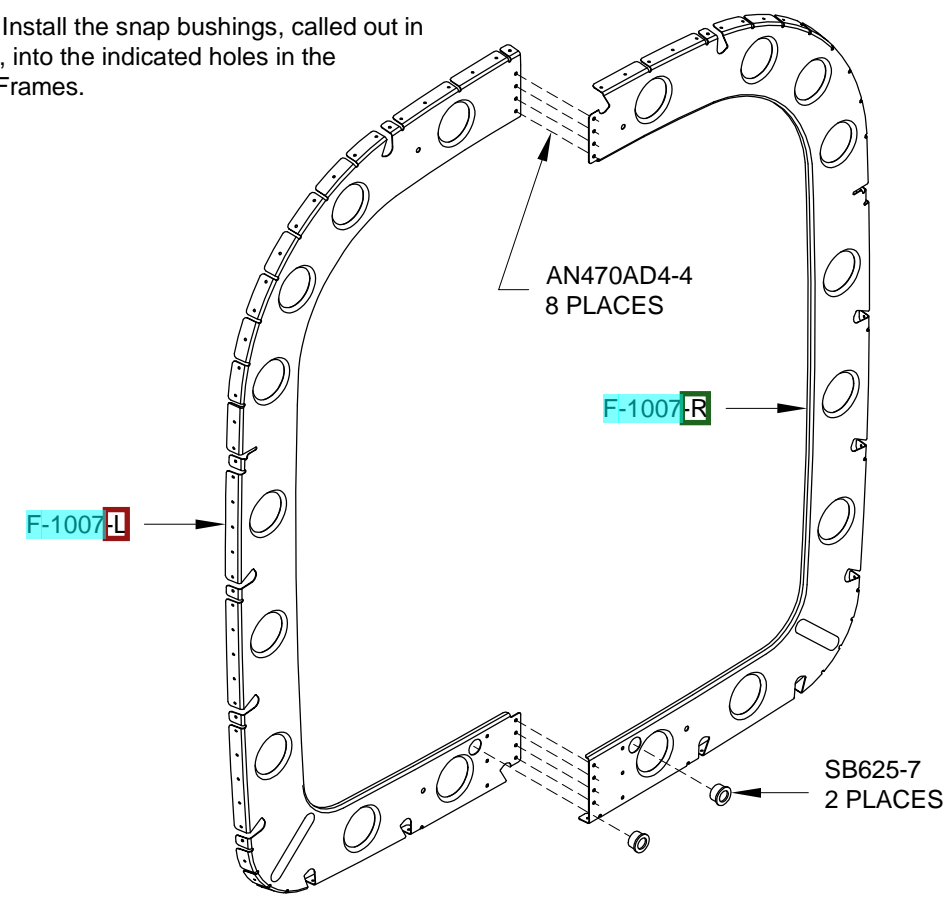 Install the snap bushings, called out in
, into the indicated holes in the
Frames.
AN470AD4-4
8 PLACES
F-1007-R
F-1007-L
SB625-7
2 PLACES